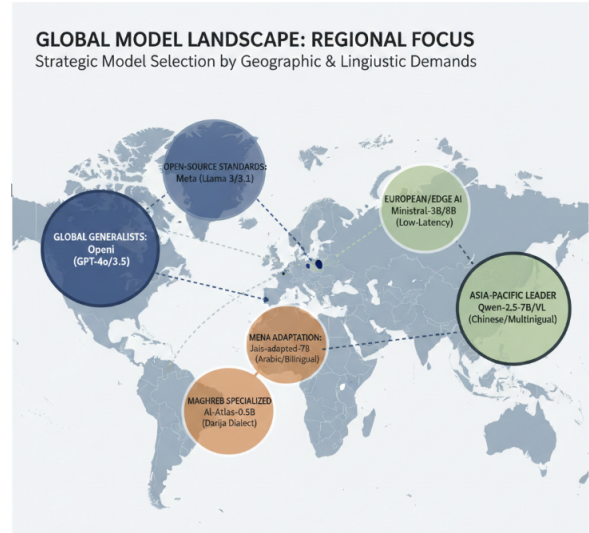 GLOBAL MODEL LANDSCAPE: REGIONAL FOCUS
Strategic Model Selection by Geographic & Lingiustic Demands
OPEN-SOURCE STANDARDS:
Meta (Llama 3/3.1)
EUROPEAN/EDGE AI
Ministral-3B/8B
(Low-Latency)
GLOBAL GENERALISTS:
Openi
(GPT-4o/3.5)
ASIA-PACIFIC LEADER
Qwen-2.5-7B/VL
(Chinese/Multinigual)
MENA ADAPTATION:
Jais-adapted-7B
(Arabic/Bilinigual)
MAGHREB SPECIALIZED
Al-Atlas-0.5B
(Darija Dialect)